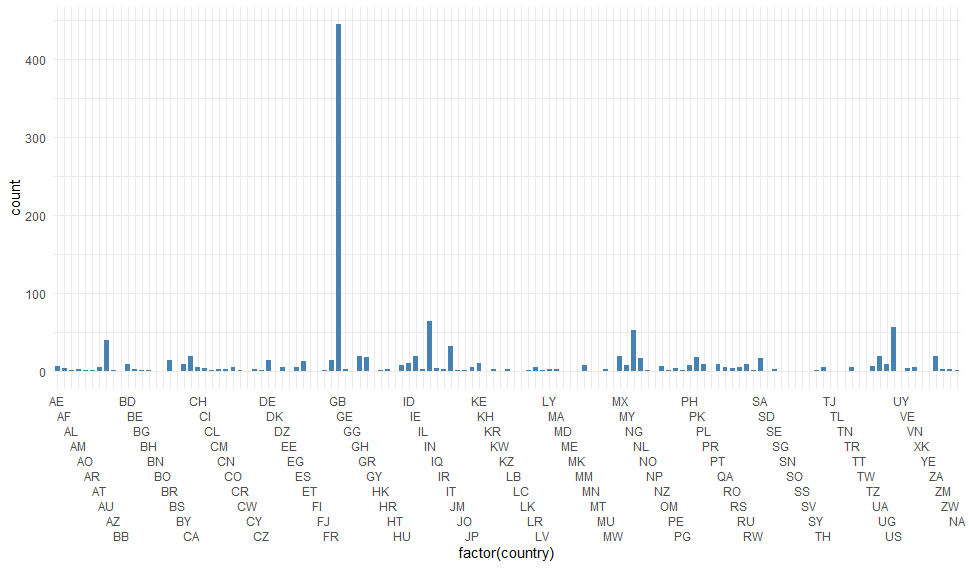 400
300
200
100
0
count
AE BD CH DE GB ID KE LY MX PH SA TJ UY
AF BE CI DK GE IE KH MA MY PK SD TL VE
AL BG CL DZ GG IL KR MD NG PL SE TN VN
AM BH CM EE GH IN KW ME NL PR SG TR XK
AO BN CN EG GR IQ KZ MK NO PT SN TT YE
AR BO CO ES GY IR LB MM NP QA SO TW ZA
AT BR CR ET HK IT LC MN NZ RO SS TZ ZM
AU BS CW FI HR JM LK MT OM RS SV UA ZW
AZ BY CY FJ HT JO LR MU PE RU SY UG NA
BB CA CZ FR HU JP LV MW PG RW TH US
factor(country)